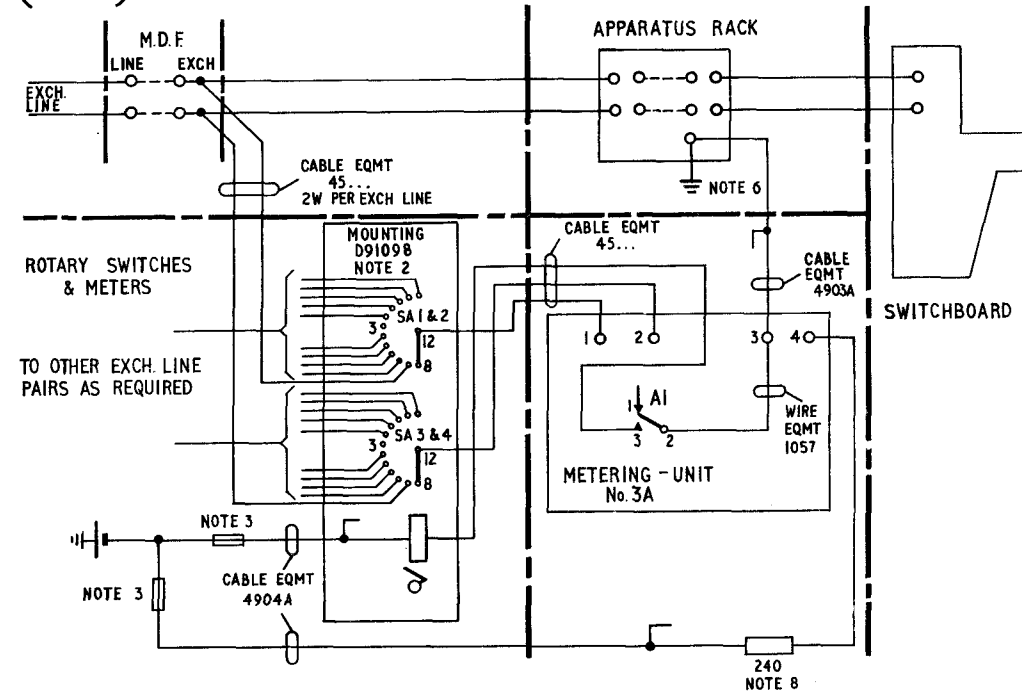 M.D.F.
LINE
EXCH
EXCH.
LINE
APPARATUS RACK
NOTE 6
CABLE EQMT
45...
2W PER EXCH LINE
ROTARY SWITCHES
& METERS
TO OTHER EXCH. LINE
PAIRS AS REQUIRED
MOUNTING
D91098
NOTE 2
SA 1 & 2
3
12
8
SA 3 & 4
3
12
8
CABLE EQMT
45...
CABLE
EQMT
4903A
SWITCHBOARD
1
2
3
4
1
A1
3
2
WIRE
EQMT
1057
METERING - UNIT
No. 3A
NOTE 3
NOTE 3
CABLE EQMT
4904A
240
NOTE 8